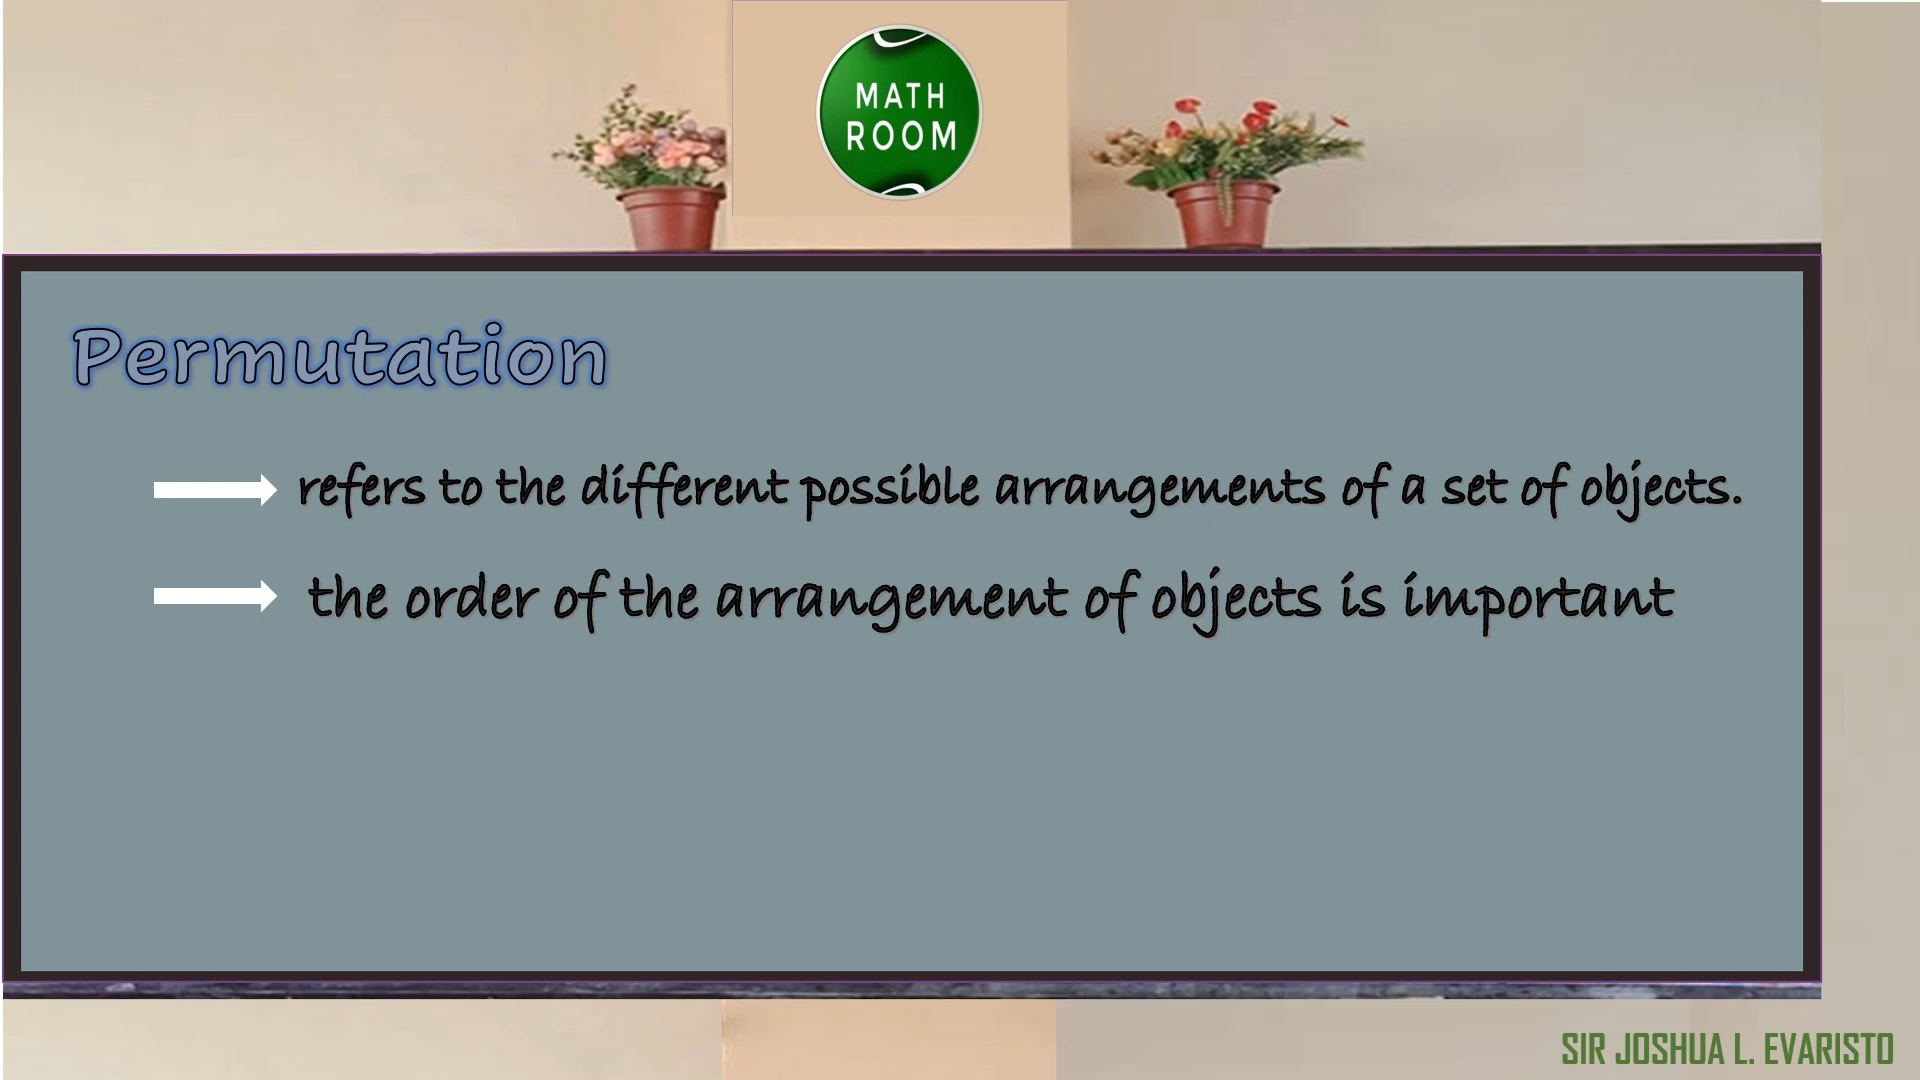 MATH
ROOM
Permutation
refers to the different possible arrangements of a set of objects.
the order of the arrangement of objects is important
SIR JOSHUA L. EVARISTO